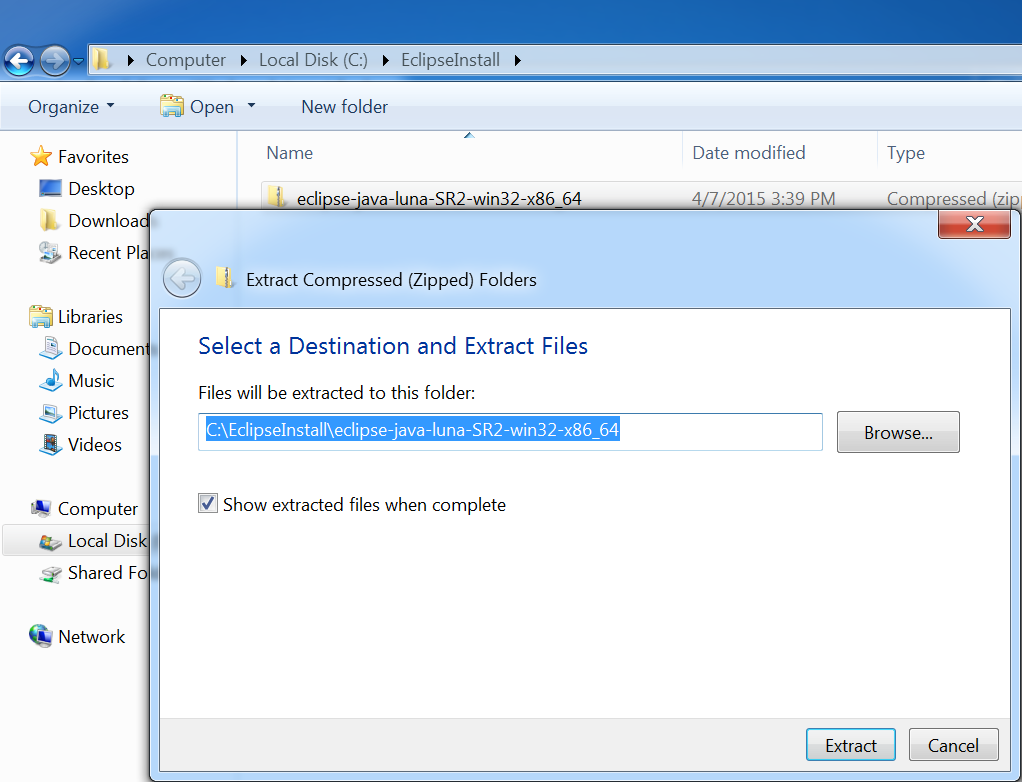 Computer Local Disk (C:) EclipseInstall
Organize Open New folder
Name Date modified Type
Favorites
eclipse-java-luna-SR2-win32-x86_64 4/7/2015 3:39 PM Compressed (zip
Desktop
Download
Recent Pla
Libraries
Document
Music
Pictures
Videos
Computer
Local Disk
Shared Fo
Network
Extract Compressed (Zipped) Folders
Select a Destination and Extract Files
Files will be extracted to this folder:
C:\EclipseInstall\eclipse-java-luna-SR2-win32-x86_64
Browse...
Show extracted files when complete
Extract Cancel